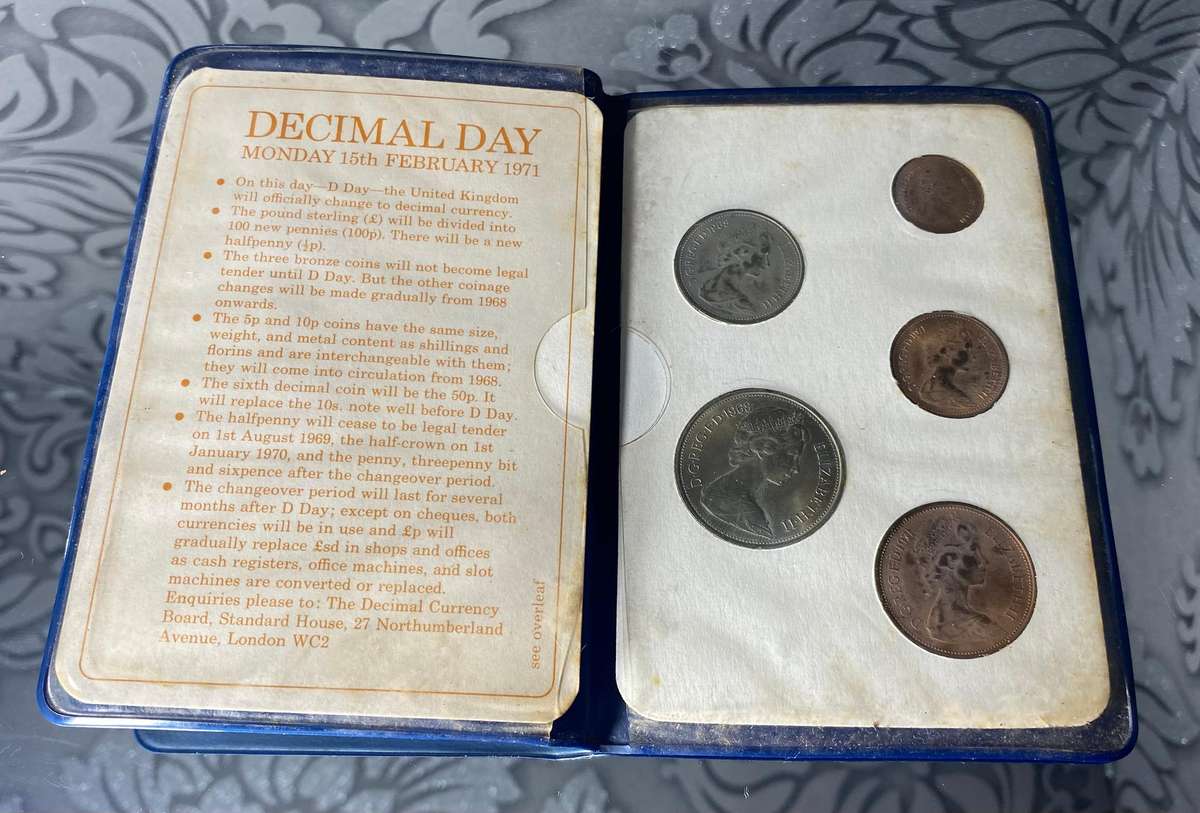 DECIMAL DAY
MONDAY 15th FEBRUARY 1971
• On this day—D Day—the United Kingdom
will officially change to decimal currency.
• The pound sterling (£) will be divided into
100 new pennies (100p). There will be a new
halfpenny (½p).
• The three bronze coins will not become legal
tender until D Day. But the other coinage
changes will be made gradually from 1968
onwards.
• The 5p and 10p coins have the same size,
weight, and metal content as shillings and
florins and are interchangeable with them;
they will come into circulation from 1968.
• The sixth decimal coin will be the 50p. It
will replace the 10s. note well before D Day.
• The halfpenny will cease to be legal tender
on 1st August 1969, the half-crown on 1st
January 1970, and the penny, threepenny bit
and sixpence after the changeover period.
• The changeover period will last for several
months after D Day; except on cheques, both
currencies will be in use and £p will
gradually replace £sd in shops and offices
as cash registers, office machines, and slot
machines are converted or replaced.
Enquiries please to: The Decimal Currency
Board, Standard House, 27 Northumberland
Avenue, London WC2
see overleaf
D·G·REG·F·D·1968
D·G·REG·F·D·1968 ELIZABETH II
D·G·REG·F·D·1971 ELIZABETH II